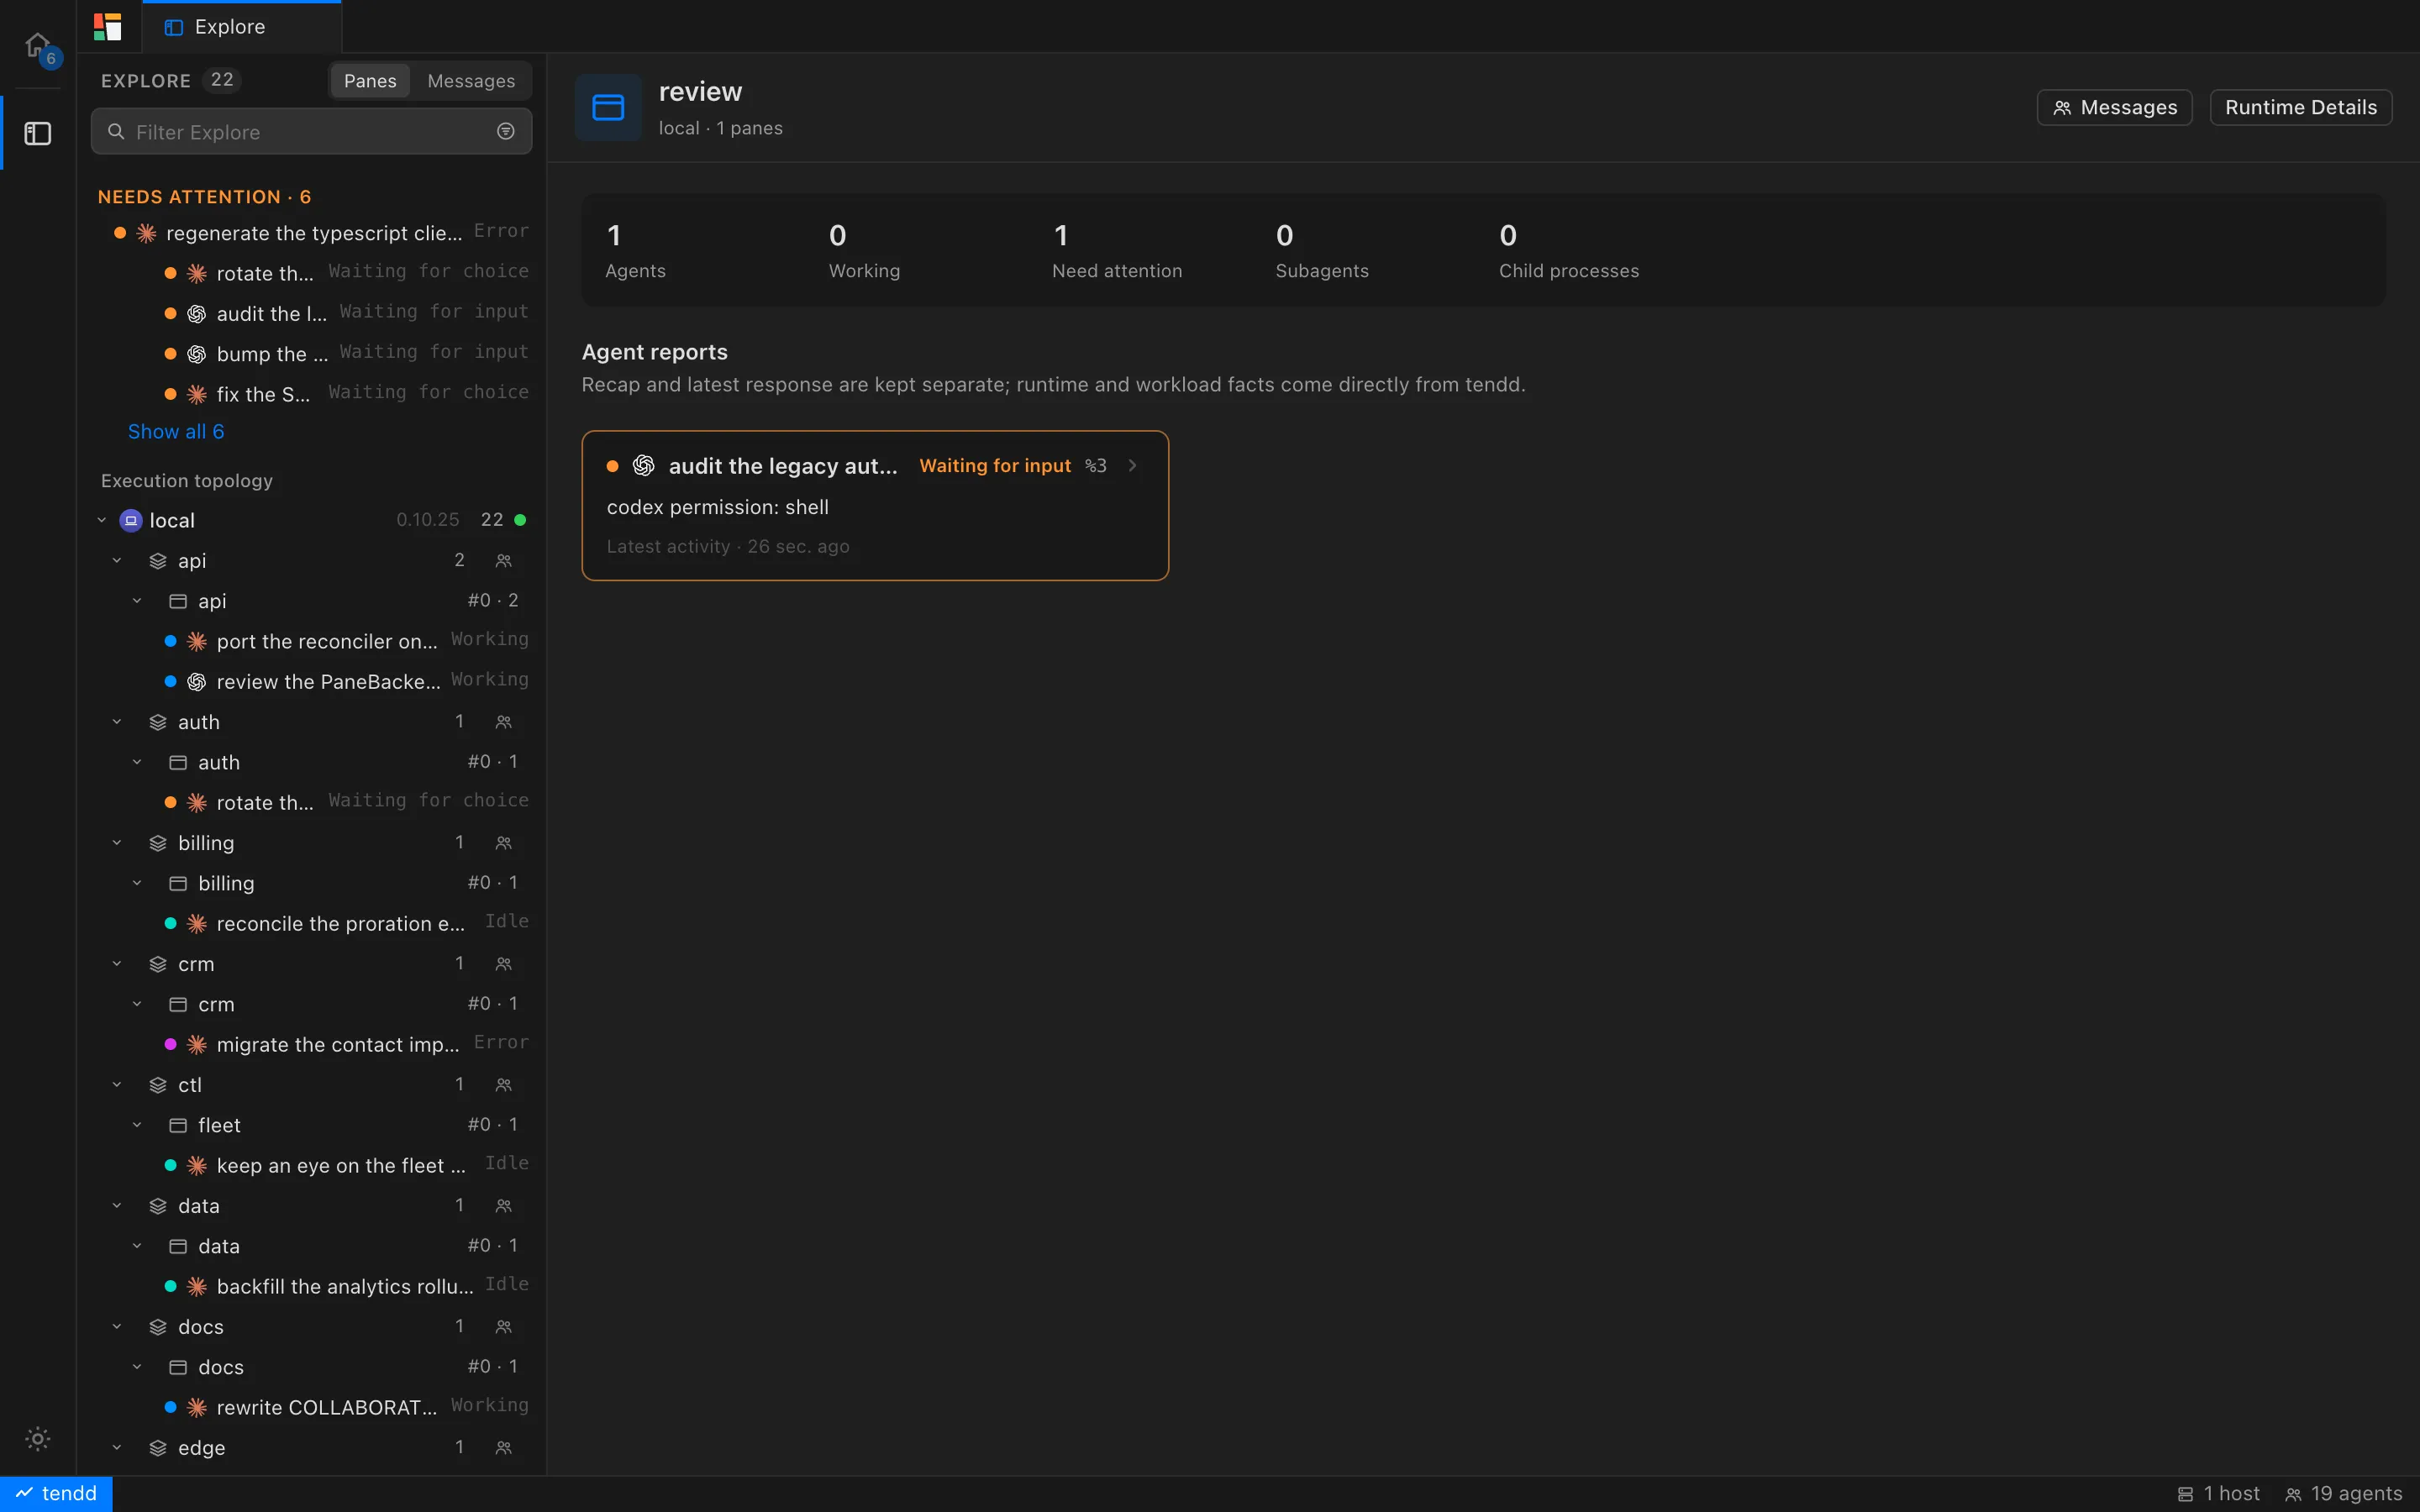 6
Explore
EXPLORE 22 Panes Messages
Filter Explore
NEEDS ATTENTION · 6
regenerate the typescript clie... Error
rotate th... Waiting for choice
audit the l... Waiting for input
bump the ... Waiting for input
fix the S... Waiting for choice
Show all 6
Execution topology
local 0.10.25 22
api 2
api #0 · 2
port the reconciler on... Working
review the PaneBacke... Working
auth 1
auth #0 · 1
rotate th... Waiting for choice
billing 1
billing #0 · 1
reconcile the proration e... Idle
crm 1
crm #0 · 1
migrate the contact imp... Error
ctl 1
fleet #0 · 1
keep an eye on the fleet ... Idle
data 1
data #0 · 1
backfill the analytics rollu... Idle
docs 1
docs #0 · 1
rewrite COLLABORAT... Working
edge 1
review
local · 1 panes
Messages Runtime Details
1 0 1 0 0
Agents Working Need attention Subagents Child processes
Agent reports
Recap and latest response are kept separate; runtime and workload facts come directly from tendd.
audit the legacy aut... Waiting for input %3
codex permission: shell
Latest activity · 26 sec. ago
tendd 1 host 19 agents